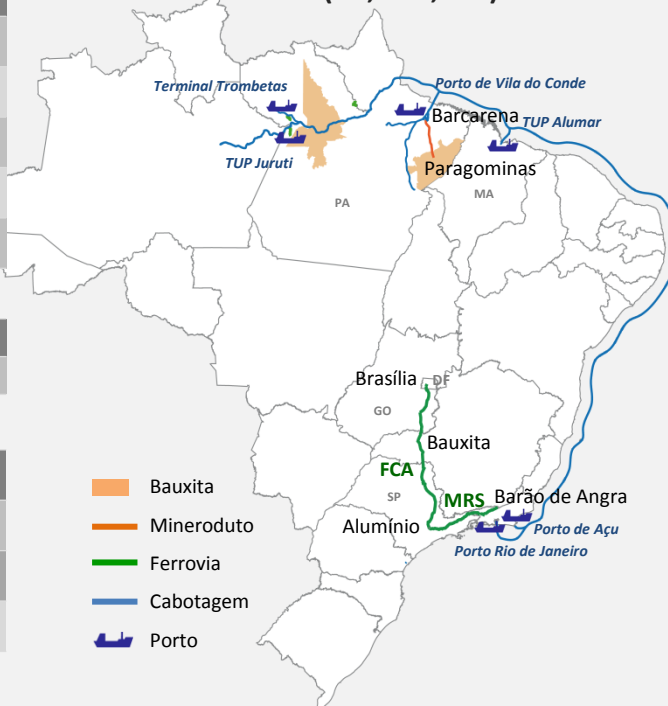 Terminal Trombetas
Porto de Vila do Conde
Barcarena
TUP Alumar
TUP Juruti
Paragominas
MA
PA
Brasília
DF
GO
Bauxita
FCA
MRS
Barão de Angra
SP
Alumínio
Porto de Açu
Porto Rio de Janeiro
Bauxita
Mineroduto
Ferrovia
Cabotagem
Porto